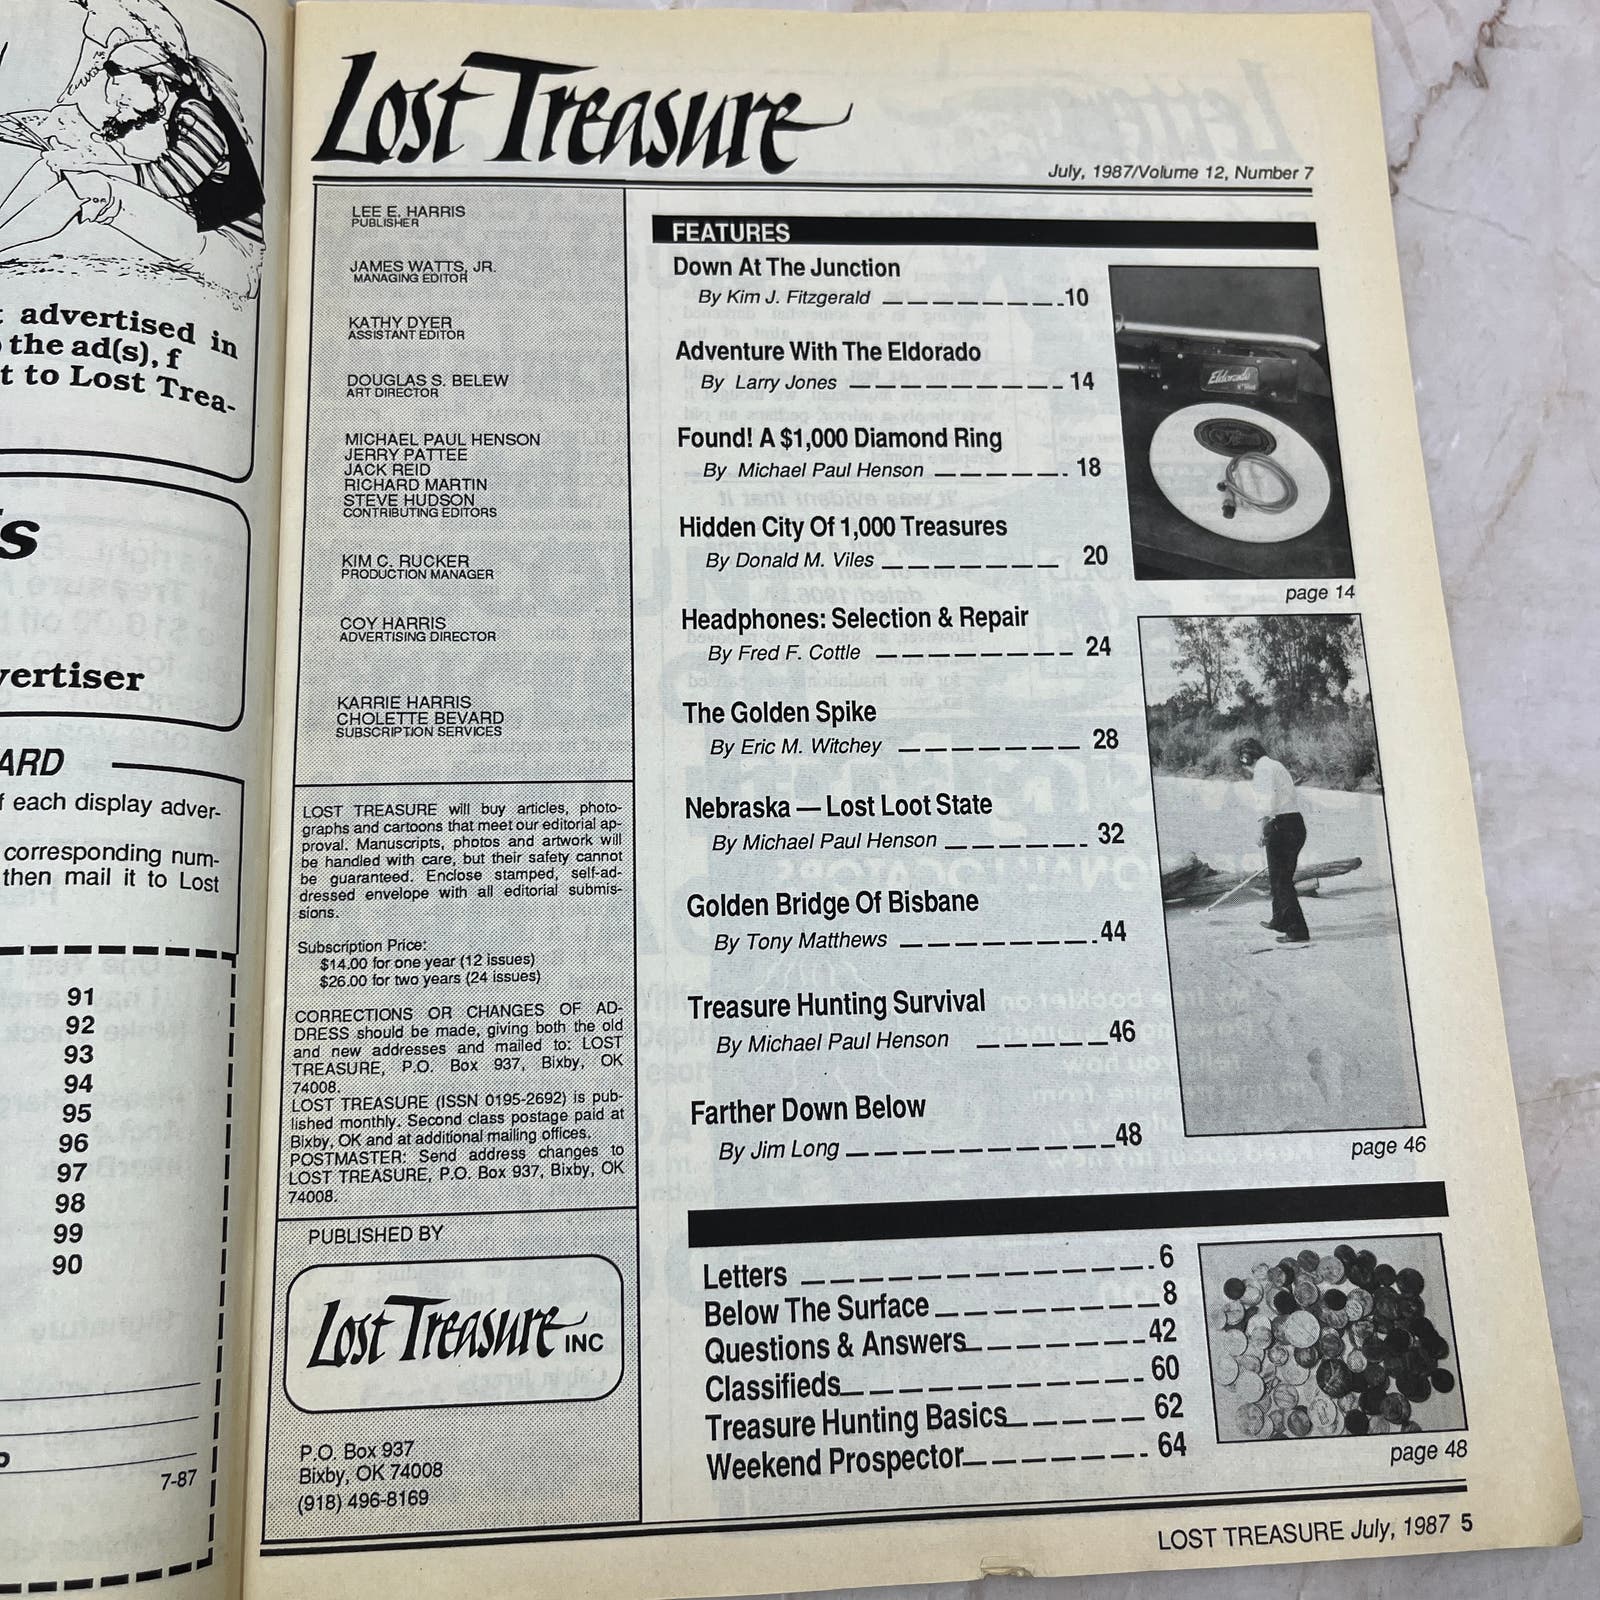 t advertised in
the ad(s), f
t to Lost Trea-
s
vertiser
ARD
f each display adver-
corresponding num-
then mail it to Lost
91
92
93
94
95
96
97
98
99
90
7-87
Lost Treasure
July, 1987/Volume 12, Number 7
LEE E. HARRIS
PUBLISHER
JAMES WATTS, JR.
MANAGING EDITOR
KATHY DYER
ASSISTANT EDITOR
DOUGLAS S. BELEW
ART DIRECTOR
MICHAEL PAUL HENSON
JERRY PATTEE
JACK REID
RICHARD MARTIN
STEVE HUDSON
CONTRIBUTING EDITORS
KIM C. RUCKER
PRODUCTION MANAGER
COY HARRIS
ADVERTISING DIRECTOR
KARRIE HARRIS
CHOLETTE BEVARD
SUBSCRIPTION SERVICES
LOST TREASURE will buy articles, photo-
graphs and cartoons that meet our editorial ap-
proval. Manuscripts, photos and artwork will
be handled with care, but their safety cannot
be guaranteed. Enclose stamped, self-ad-
dressed envelope with all editorial submis-
sions.
Subscription Price:
$14.00 for one year (12 issues)
$26.00 for two years (24 issues)
CORRECTIONS OR CHANGES OF AD-
DRESS should be made, giving both the old
and new addresses and mailed to: LOST
TREASURE, P.O. Box 937, Bixby, OK
74008.
LOST TREASURE (ISSN 0195-2692) is pub-
lished monthly. Second class postage paid at
Bixby, OK and at additional mailing offices.
POSTMASTER: Send address changes to
LOST TREASURE, P.O. Box 937, Bixby, OK
74008.
PUBLISHED BY
Lost Treasure INC
P.O. Box 937
Bixby, OK 74008
(918) 496-8169
FEATURES
Down At The Junction
By Kim J. Fitzgerald 10
Adventure With The Eldorado
By Larry Jones 14
Found! A $1,000 Diamond Ring
By Michael Paul Henson 18
Hidden City Of 1,000 Treasures
By Donald M. Viles 20
Headphones: Selection & Repair
By Fred F. Cottle 24
The Golden Spike
By Eric M. Witchey 28
Nebraska — Lost Loot State
By Michael Paul Henson 32
Golden Bridge Of Bisbane
By Tony Matthews 44
Treasure Hunting Survival
By Michael Paul Henson 46
Farther Down Below
By Jim Long 48
Eldorado
page 14
page 46
Letters 6
Below The Surface 8
Questions & Answers 42
Classifieds 60
Treasure Hunting Basics 62
Weekend Prospector 64
page 48
LOST TREASURE July, 1987 5